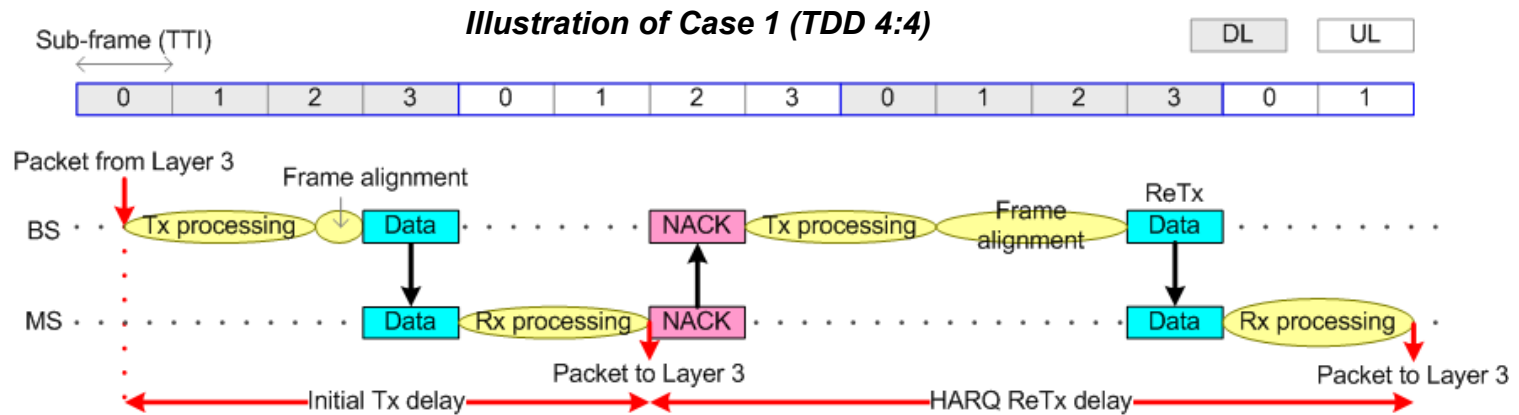 Illustration of Case 1 (TDD 4:4)
Sub-frame (TTI)
DL UL
0 1 2 3 0 1 2 3 0 1 2 3 0 1
Packet from Layer 3
Frame alignment
ReTx
BS Tx processing Data NACK Tx processing Frame alignment Data
MS Data Rx processing NACK Data Rx processing
Packet to Layer 3 Packet to Layer 3
Initial Tx delay HARQ ReTx delay